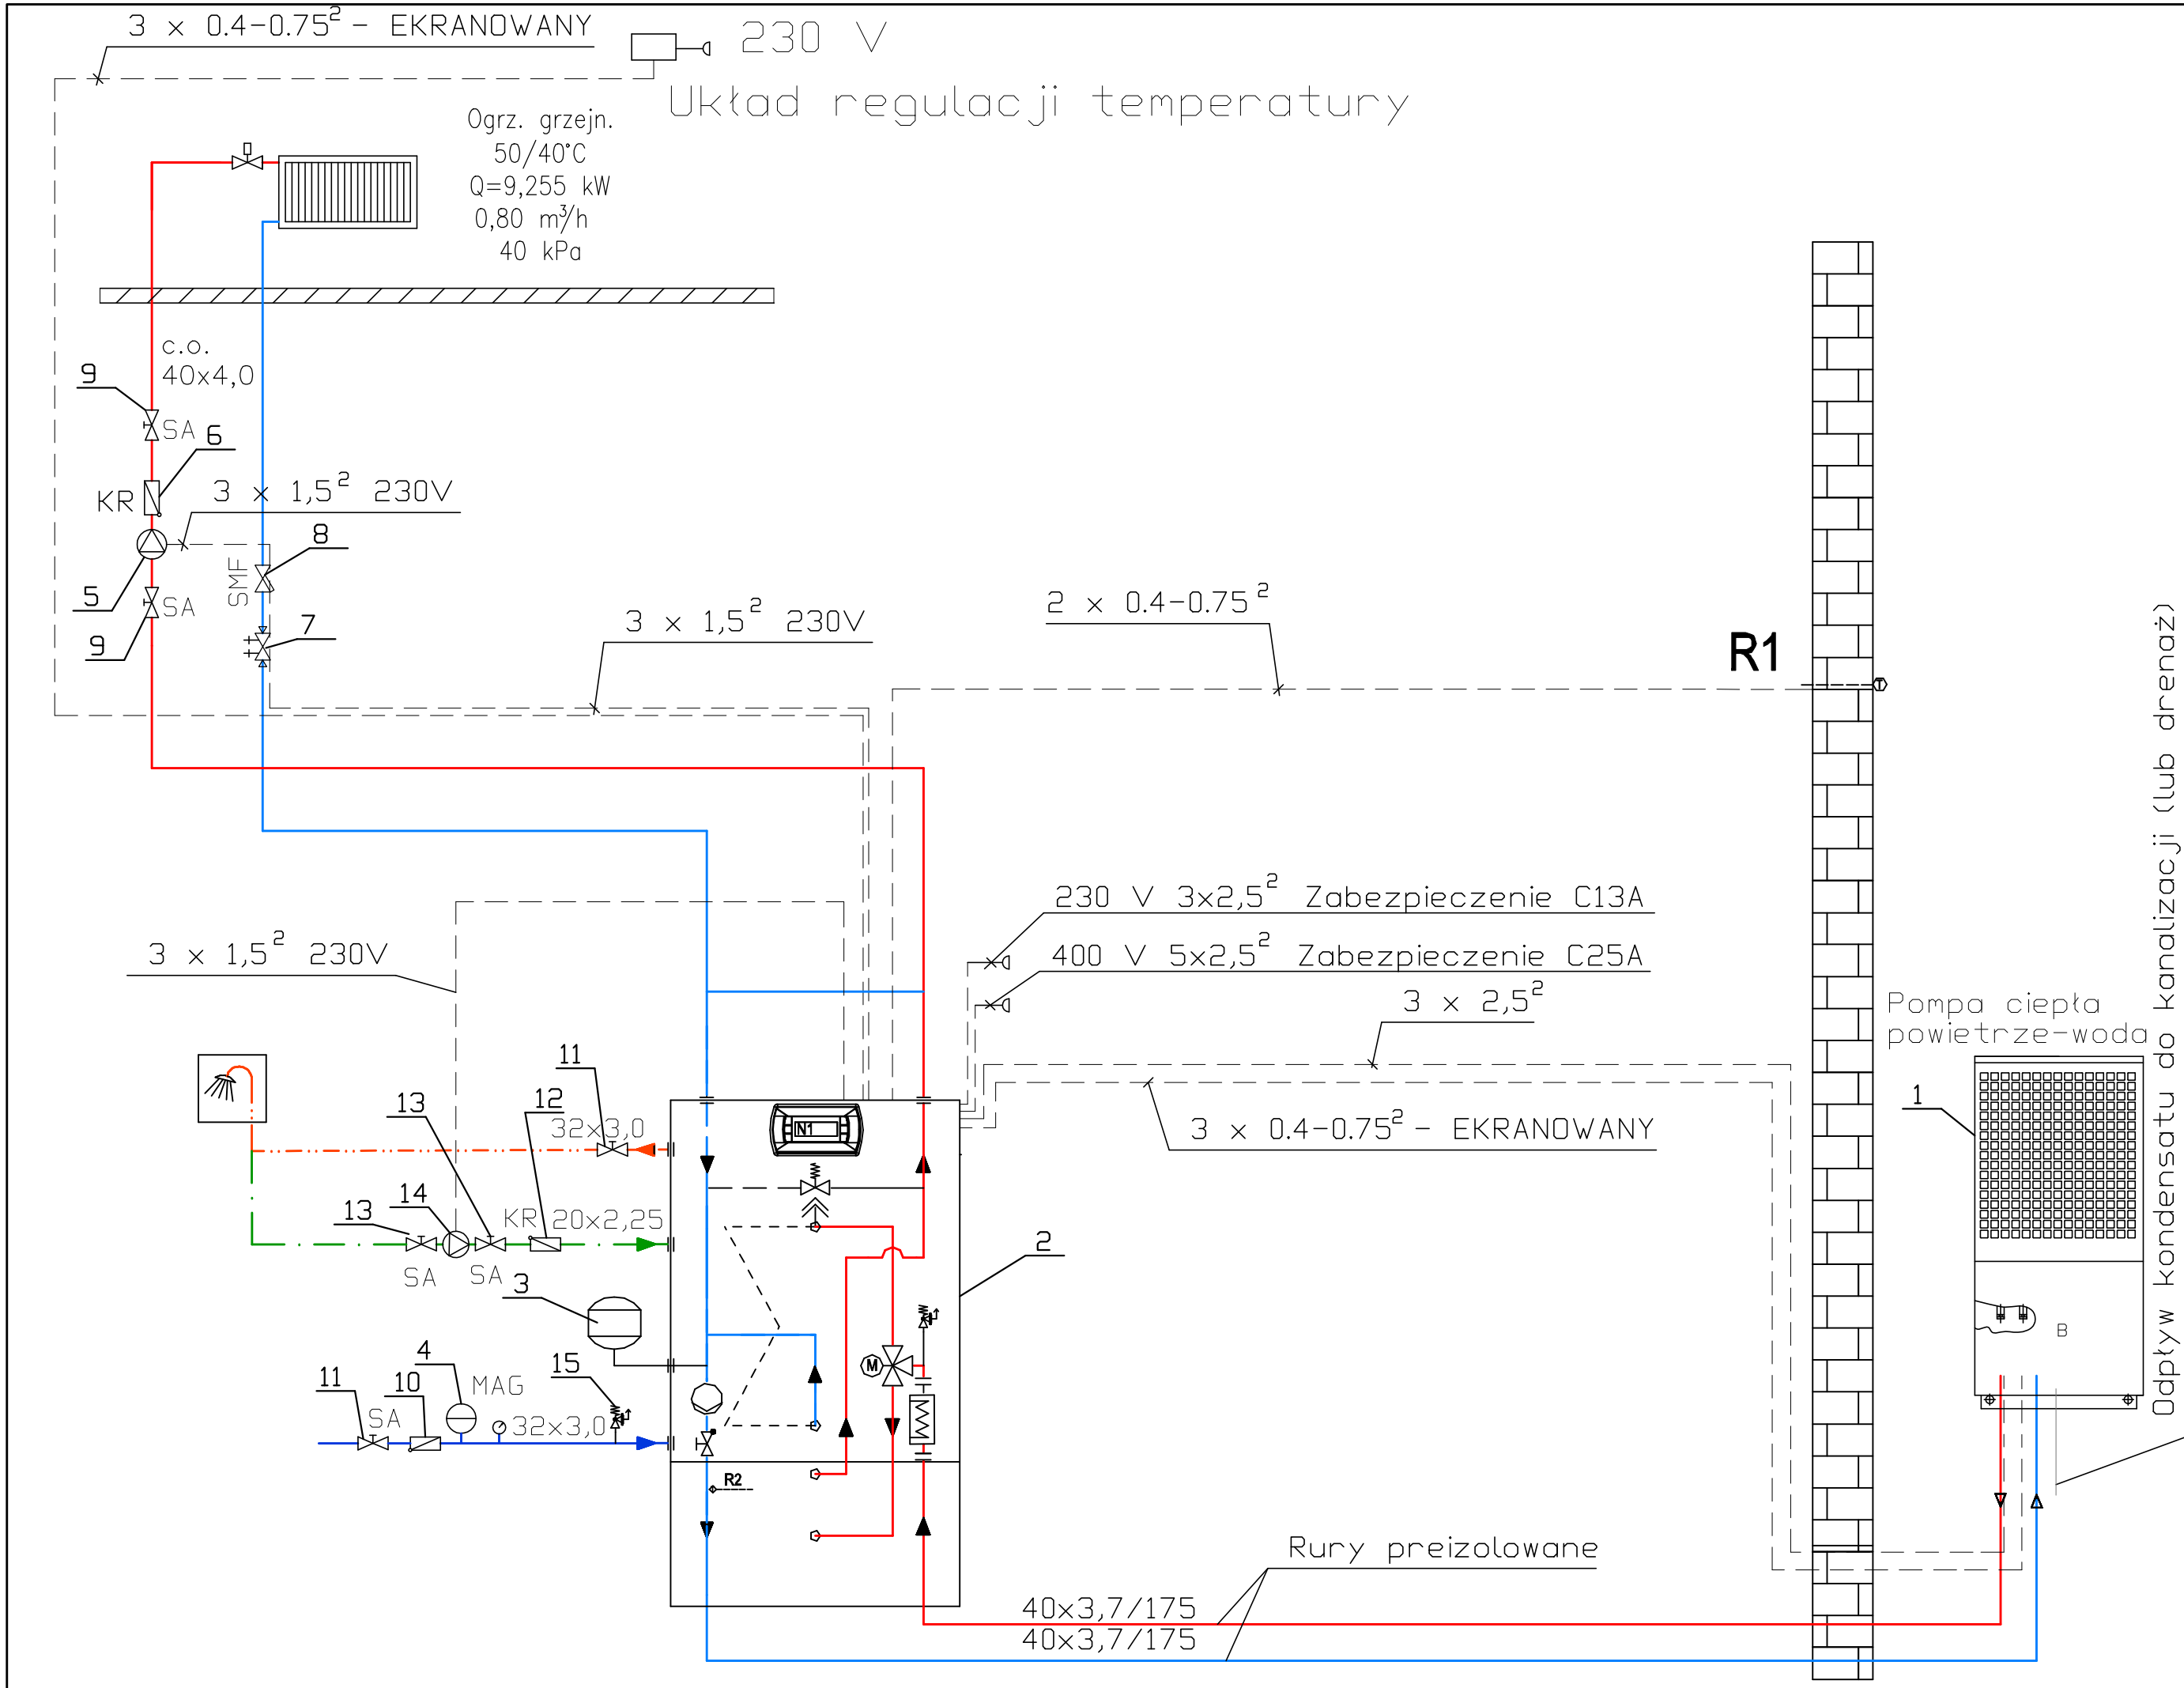 3 x 0.4-0.75² - EKRANOWANY
230 V
Układ regulacji temperatury
Ogrz. grzejn.
50/40°C
Q=9,255 kW
0,80 m³/h
40 kPa
c.o.
40x4,0
9
SA
6
KR
3 x 1,5² 230V
8
SMF
5
SA
7
9
3 x 1,5² 230V
2 x 0.4-0.75²
R1
230 V 3x2,5² Zabezpieczenie C13A
400 V 5x2,5² Zabezpieczenie C25A
3 x 1,5² 230V
3 x 2,5²
3 x 0.4-0.75² - EKRANOWANY
Pompa ciepła
powietrze-woda
1
Odpływ kondensatu do kanalizacji (lub drenaż)
11
13
12
32x3,0
N1
14
13
KR 20x2,25
SA
SA
3
2
4
MAG
15
11
10
SA
32x3,0
M
B
R2
Rury preizolowane
40x3,7/175
40x3,7/175